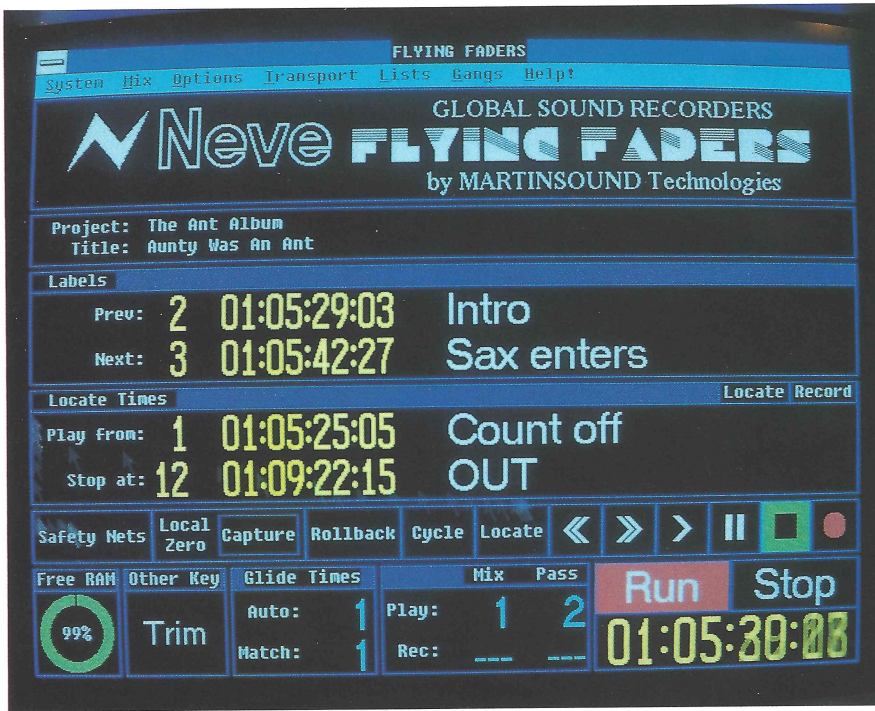 FLYING FADERS
System Mix Options Transport Lists Gangs Help!
Neve
GLOBAL SOUND RECORDERS
FLYING FADERS
by MARTINSOUND Technologies
Project: The Ant Album
Title: Aunty Was An Ant
Labels
Prev: 2 01:05:29:03 Intro
Next: 3 01:05:42:27 Sax enters
Locate Times Locate Record
Play from: 1 01:05:25:05 Count off
Stop at: 12 01:09:22:15 OUT
Safety Nets Local Zero Capture Rollback Cycle Locate
Free RAM Other Key Glide Times Mix Pass Run Stop
99% Trim Auto: 1 Play: 1 2
Match: 1 Rec: ___ ___
01:05: